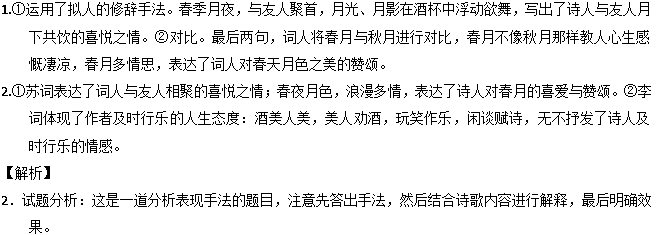 1.①运用了拟人的修辞手法。春季月夜，与友人聚首，月光、月影在酒杯中浮动欲舞，写出了诗人与友人月
下共饮的喜悦之情。②对比。最后两句，词人将春月与秋月进行对比，春月不像秋月那样教人心生感
慨凄凉，春月多情思，表达了词人对春天月色之美的赞颂。
2.①苏词表达了词人与友人相聚的喜悦之情；春夜月色，浪漫多情，表达了诗人对春月的喜爱与赞颂。②李
词体现了作者及时行乐的人生态度：酒美人美，美人劝酒，玩笑作乐，闲谈赋诗，无不抒发了诗人及
时行乐的情感。
【解析】
2．试题分析：这是一道分析表现手法的题目，注意先答出手法，然后结合诗歌内容进行解释，最后明确效
果。